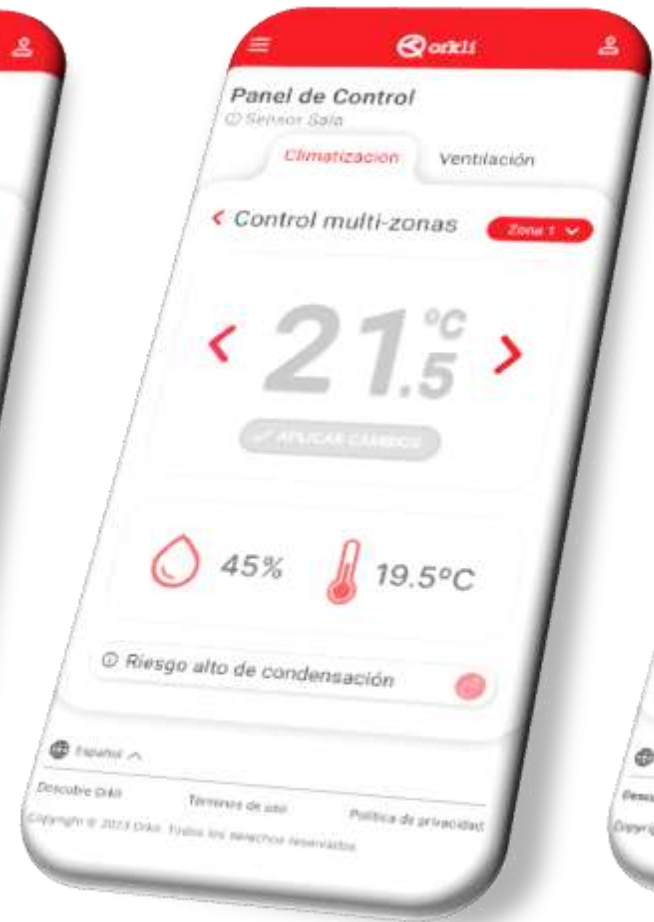 orkli
Panel de Control
Sensor Sala
Climatización Ventilación
Control multi-zonas Zona 1
21.5 ºC
APLICAR CAMBIOS
45% 19.5ºC
Riesgo alto de condensación
Español
Descubre Orkli Términos de uso Política de privacidad
Copyright © 2023 Orkli. Todos los derechos reservados